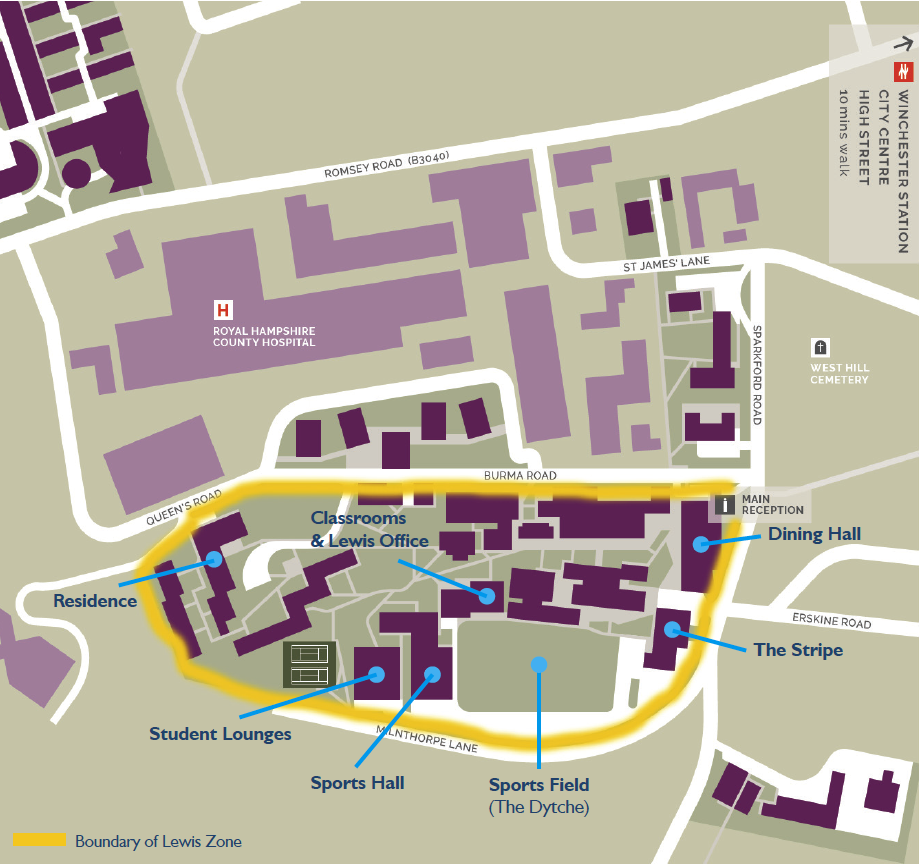 WINCHESTER STATION
CITY CENTRE
HIGH STREET
10 mins walk
ROMSEY ROAD (B3040)
ST JAMES' LANE
H
ROYAL HAMPSHIRE
COUNTY HOSPITAL
SPARKFORD ROAD
WEST HILL
CEMETERY
BURMA ROAD
QUEEN'S ROAD
i
MAIN
RECEPTION
Classrooms
& Lewis Office
Dining Hall
Residence
ERSKINE ROAD
The Stripe
Student Lounges
MILNTHORPE LANE
Sports Hall
Sports Field
(The Dytche)
Boundary of Lewis Zone